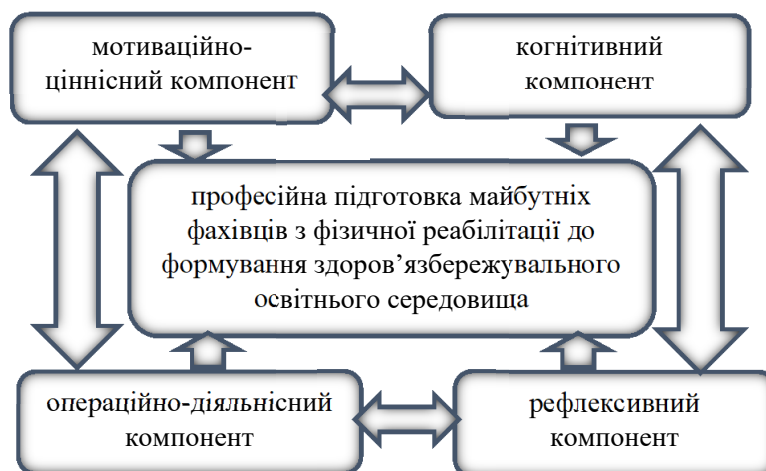 мотиваційно-
ціннісний компонент
когнітивний
компонент
професійна підготовка майбутніх
фахівців з фізичної реабілітації до
формування здоров’язбережувального
освітнього середовища
операційно-діяльнісний
компонент
рефлексивний
компонент